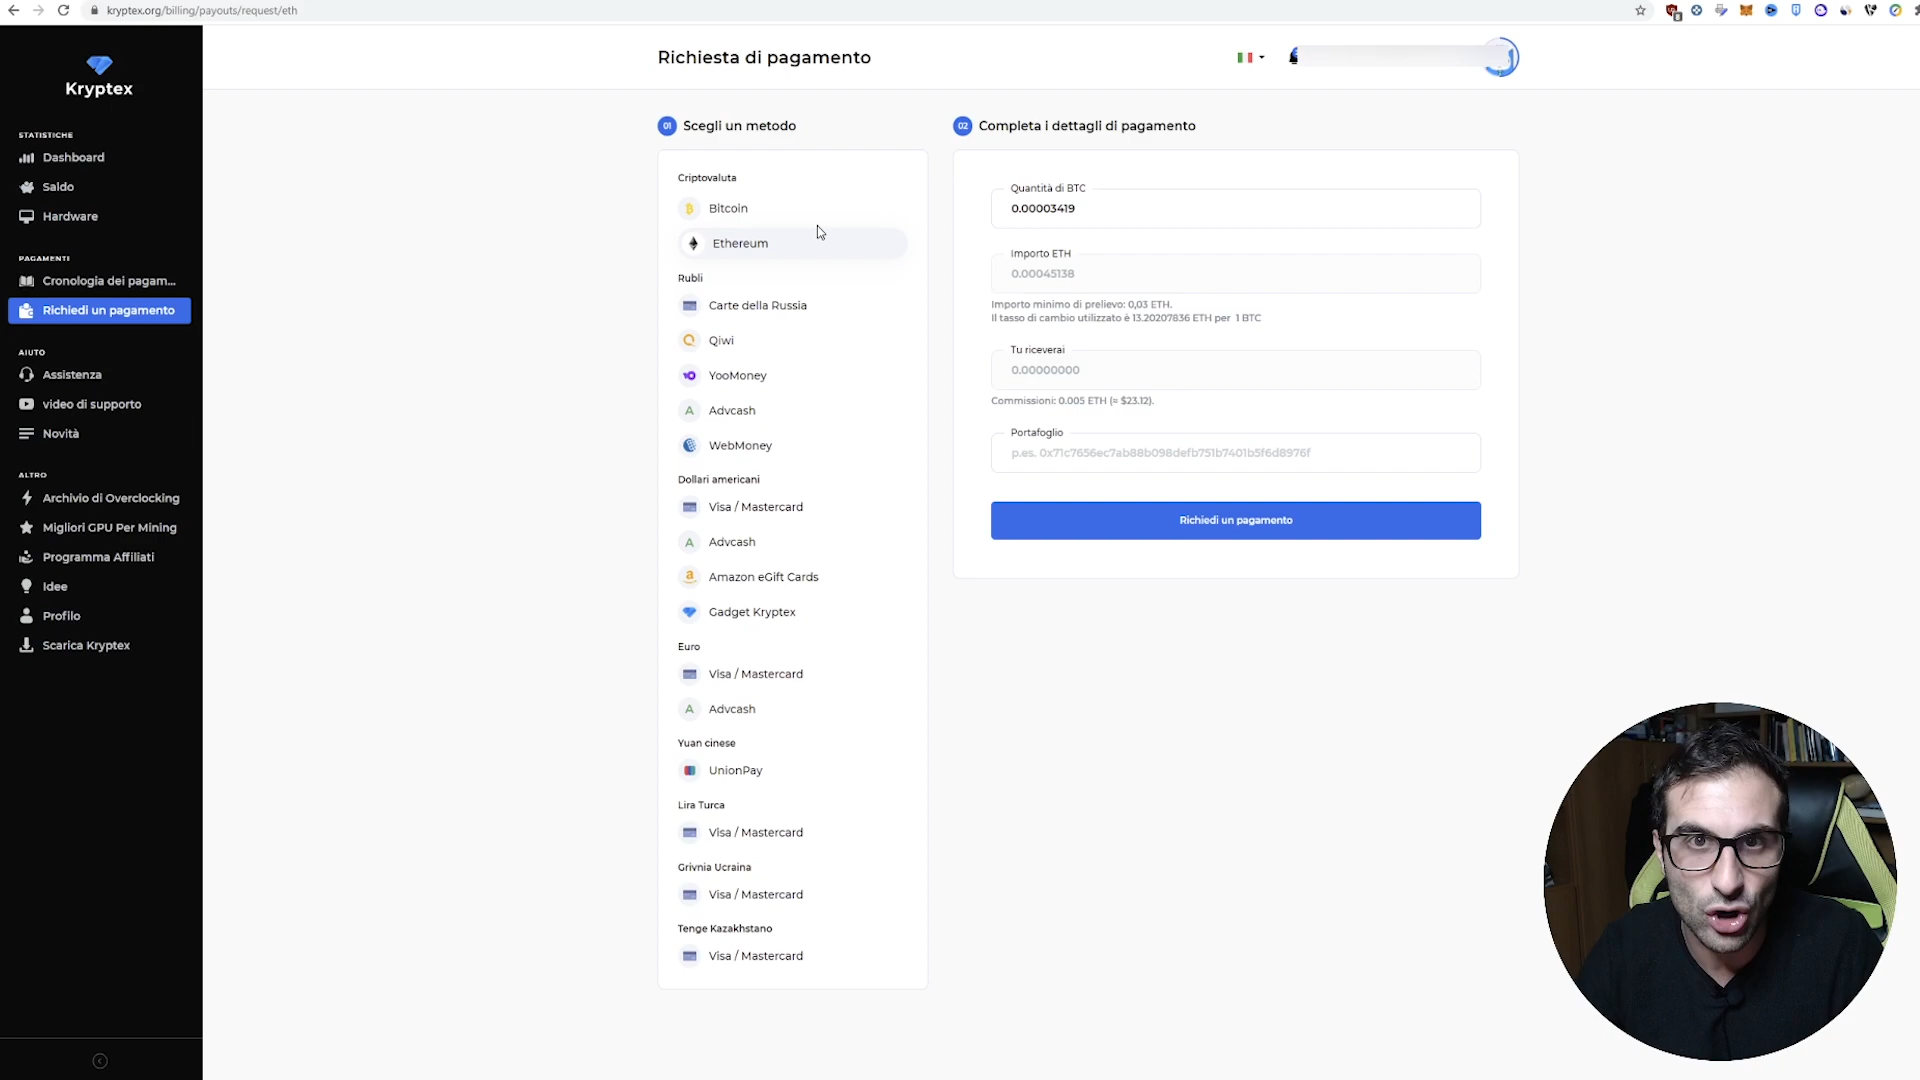 kryptex.org/billing/payouts/request/eth
Kryptex
STATISTICHE
Dashboard
Saldo
Hardware
PAGAMENTI
Cronologia dei pagam...
Richiedi un pagamento
AIUTO
Assistenza
video di supporto
Novità
ALTRO
Archivio di Overclocking
Migliori GPU Per Mining
Programma Affiliati
Idee
Profilo
Scarica Kryptex
Richiesta di pagamento
01 Scegli un metodo
Criptovaluta
Bitcoin
Ethereum
Rubli
Carte della Russia
Qiwi
YooMoney
Advcash
WebMoney
Dollari americani
Visa / Mastercard
Advcash
Amazon eGift Cards
Gadget Kryptex
Euro
Visa / Mastercard
Advcash
Yuan cinese
UnionPay
Lira Turca
Visa / Mastercard
Grivnia Ucraina
Visa / Mastercard
Tenge Kazakhstano
Visa / Mastercard
02 Completa i dettagli di pagamento
Quantità di BTC
0.00003419
Importo ETH
0.00045138
Importo minimo di prelievo: 0,03 ETH.
Il tasso di cambio utilizzato è 13.20207836 ETH per 1 BTC
Tu riceverai
0.00000000
Commissioni: 0.005 ETH (≈ $23.12).
Portafoglio
p.es. 0x71c7656ec7ab88b098defb751b7401b5f6d8976f
Richiedi un pagamento